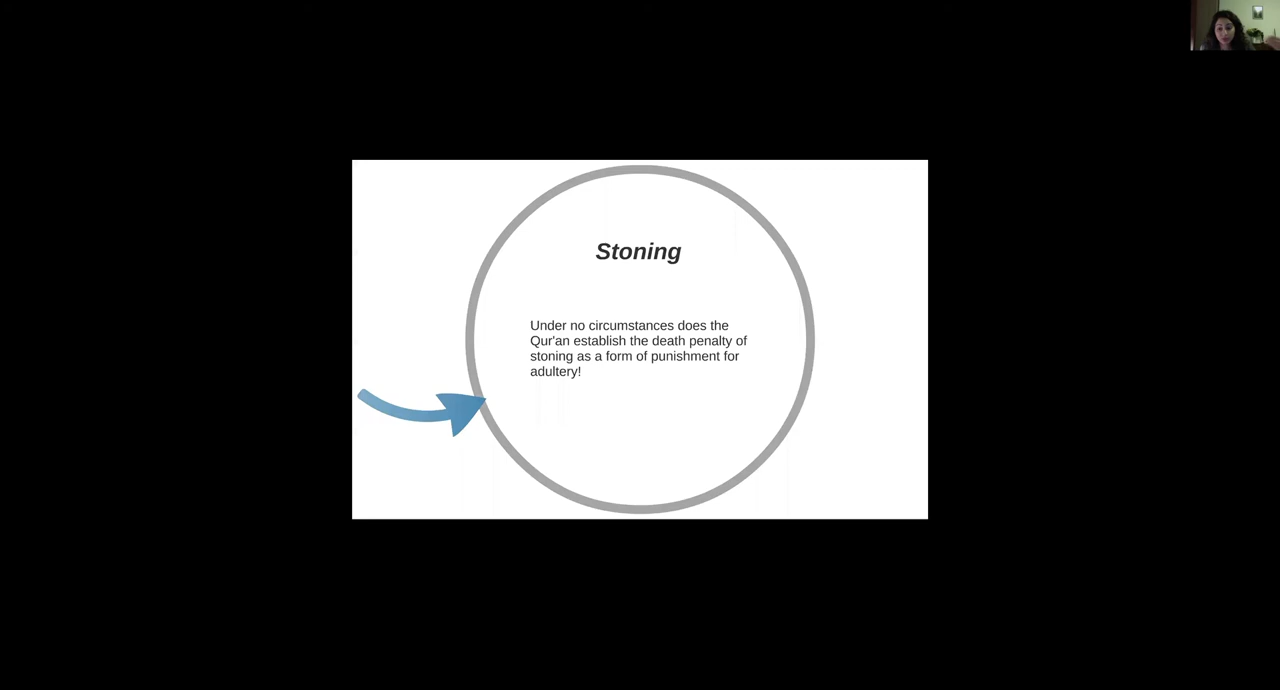 Stoning
Under no circumstances does the
Qur'an establish the death penalty of
stoning as a form of punishment for
adultery!